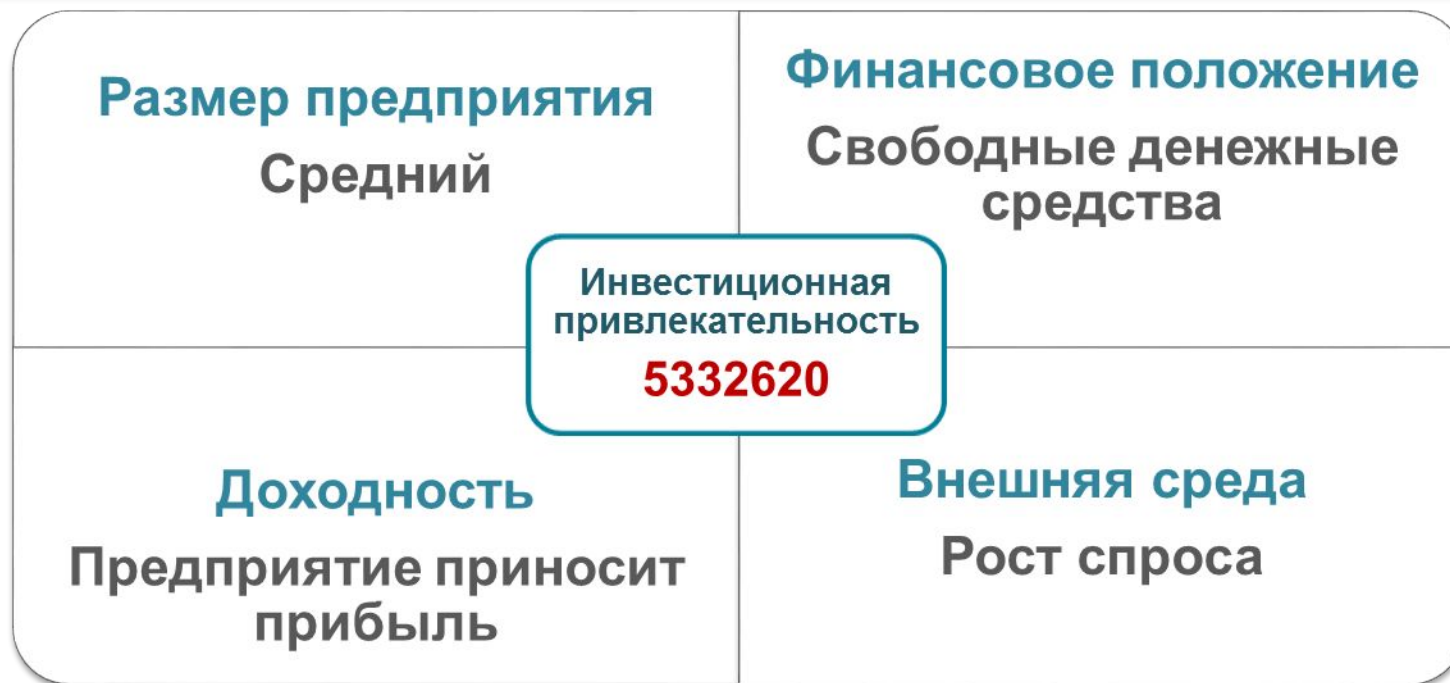 Размер предприятия
Средний
Финансовое положение
Свободные денежные
средства
Инвестиционная
привлекательность
5332620
Доходность
Предприятие приносит
прибыль
Внешняя среда
Рост спроса